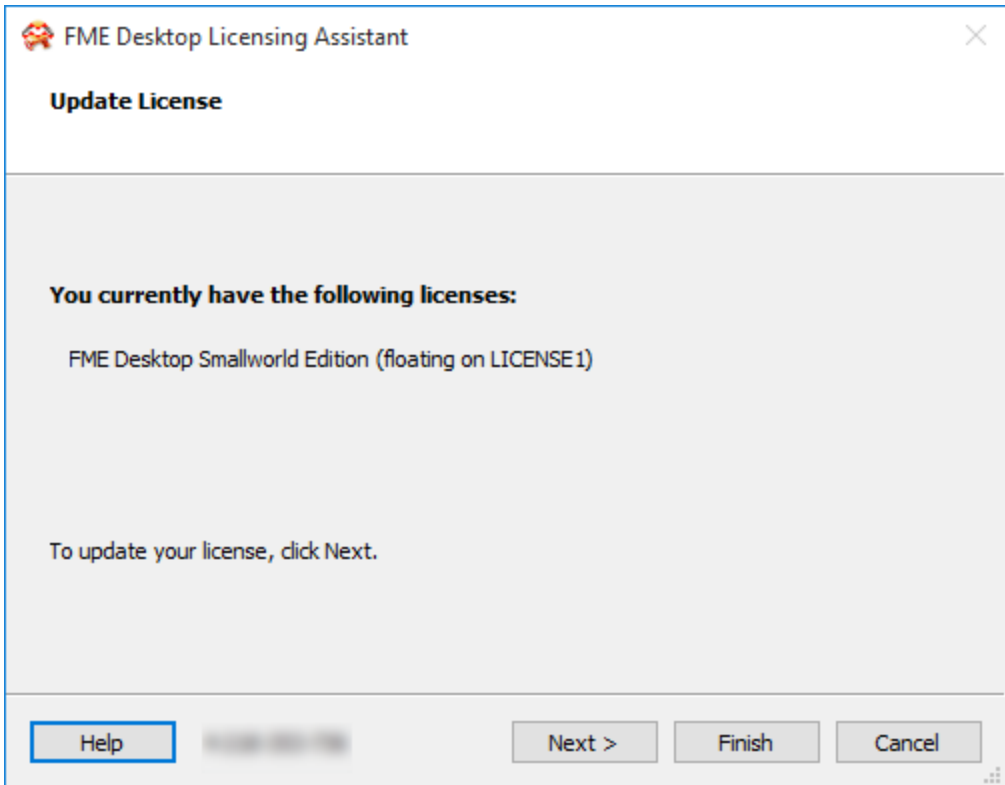 FME Desktop Licensing Assistant
Update License
You currently have the following licenses:
FME Desktop Smallworld Edition (floating on LICENSE1)
To update your license, click Next.
Help
Next >
Finish
Cancel